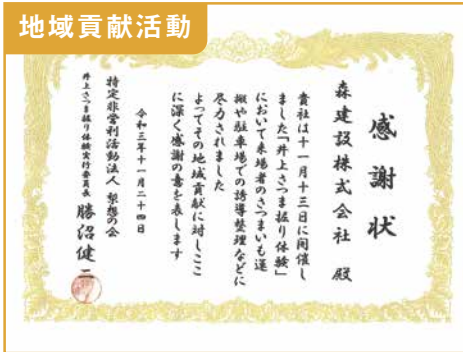 地域貢献活動
感謝状
森建設株式会社 殿
貴社は十一月十三日に開催し
ました「井上さつま掘り体験」
において来場者のさつまいも運
搬や駐車場での誘導整理などに
尽力されました
よってその地域貢献に対しここ
に深く感謝の意を表します
令和三年十一月二十四日
特定非営利活動法人 梨想の会
井上さつま掘り体験実行委員長 勝沼健二